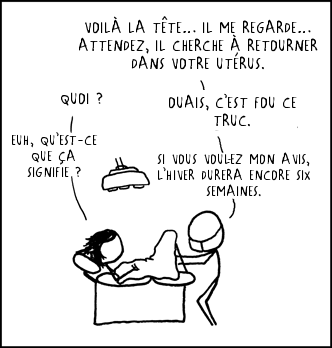 VOILÀ LA TÊTE... IL ME REGARDE...
ATTENDEZ, IL CHERCHE À RETOURNER
DANS VOTRE UTÉRUS.
QUOI ?
OUAIS, C'EST FOU CE
TRUC.
EUH, QU'EST-CE
QUE ÇA
SIGNIFIE ?
SI VOUS VOULEZ MON AVIS,
L'HIVER DURERA ENCORE SIX
SEMAINES.